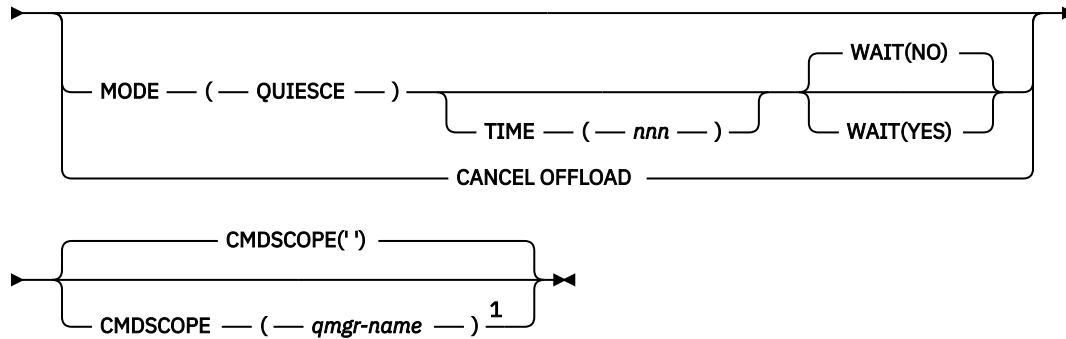 WAIT(NO)
MODE ( QUIESCE )
TIME ( nnn ) WAIT(YES)
CANCEL OFFLOAD
CMDSCOPE(' ')
CMDSCOPE ( qmgr-name ) 1